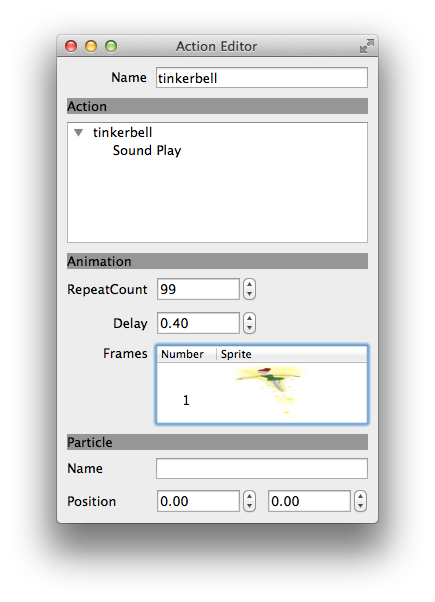 Action Editor
Name tinkerbell
Action
tinkerbell
Sound Play
Animation
RepeatCount 99
Delay 0.40
Frames Number Sprite
1
Particle
Name
Position 0.00 0.00